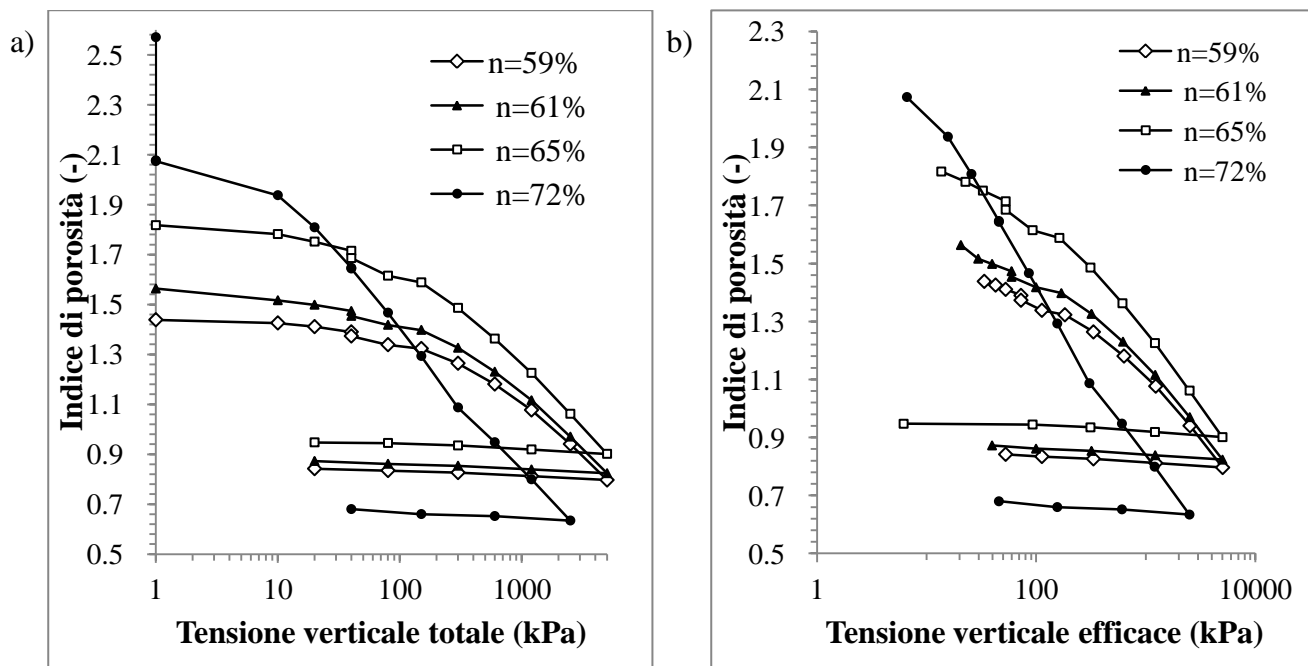 a)
Indice di porosità (-)
2.5
2.3
2.1
1.9
1.7
1.5
1.3
1.1
0.9
0.7
0.5
n=59%
n=61%
n=65%
n=72%
1 10 100 1000
Tensione verticale totale (kPa)
b)
Indice di porosità (-)
2.3
2.1
1.9
1.7
1.5
1.3
1.1
0.9
0.7
0.5
n=59%
n=61%
n=65%
n=72%
1 100 10000
Tensione verticale efficace (kPa)